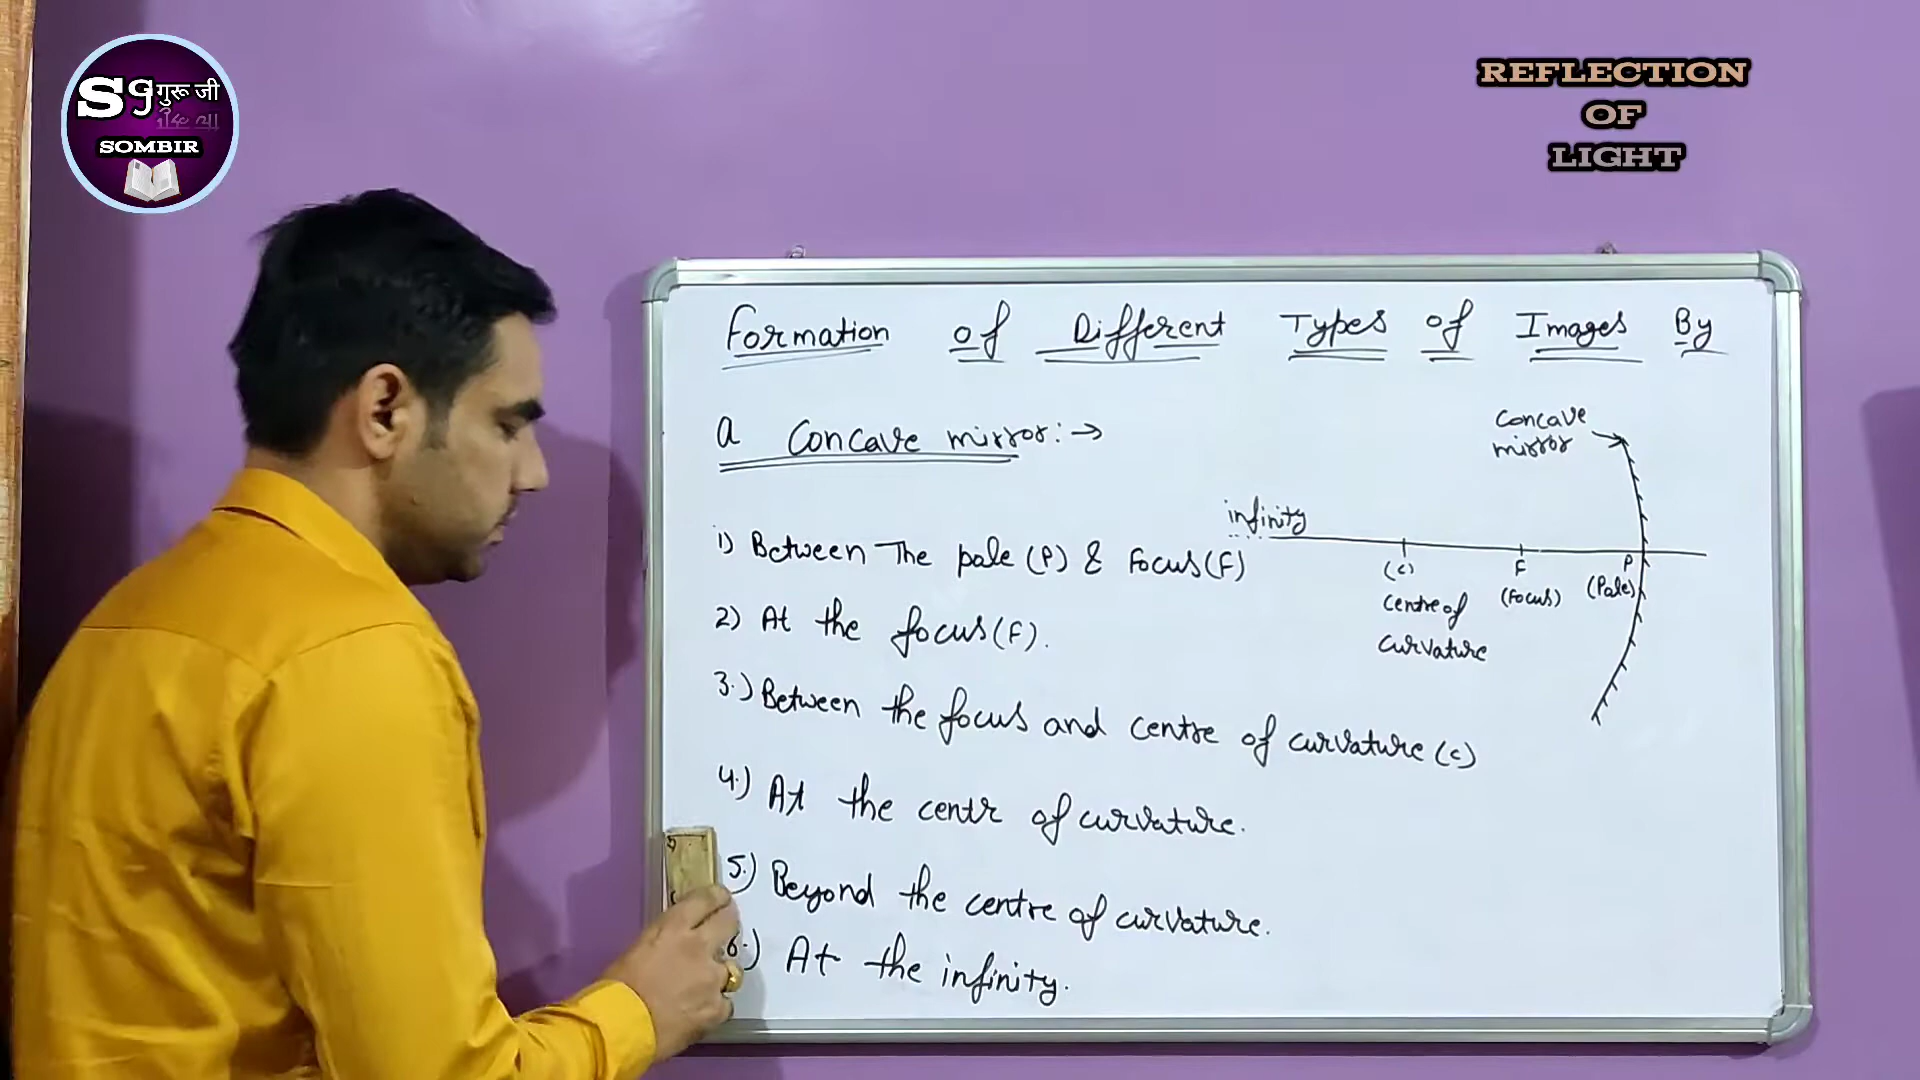 Sg गुरू जी
SOMBIR
REFLECTION
OF
LIGHT
Formation of Different Types of Images By
a Concave mirror:→
Concave
mirror
infinity
(C)
Centre of
curvature
F
(Focus)
P
(Pole)
1) Between The pole (P) & Focus(F)
2) At the focus(F).
3.) Between the focus and centre of curvature (C)
4.) At the centr of curvature.
5.) Beyond the centre of curvature.
6.) At the infinity.